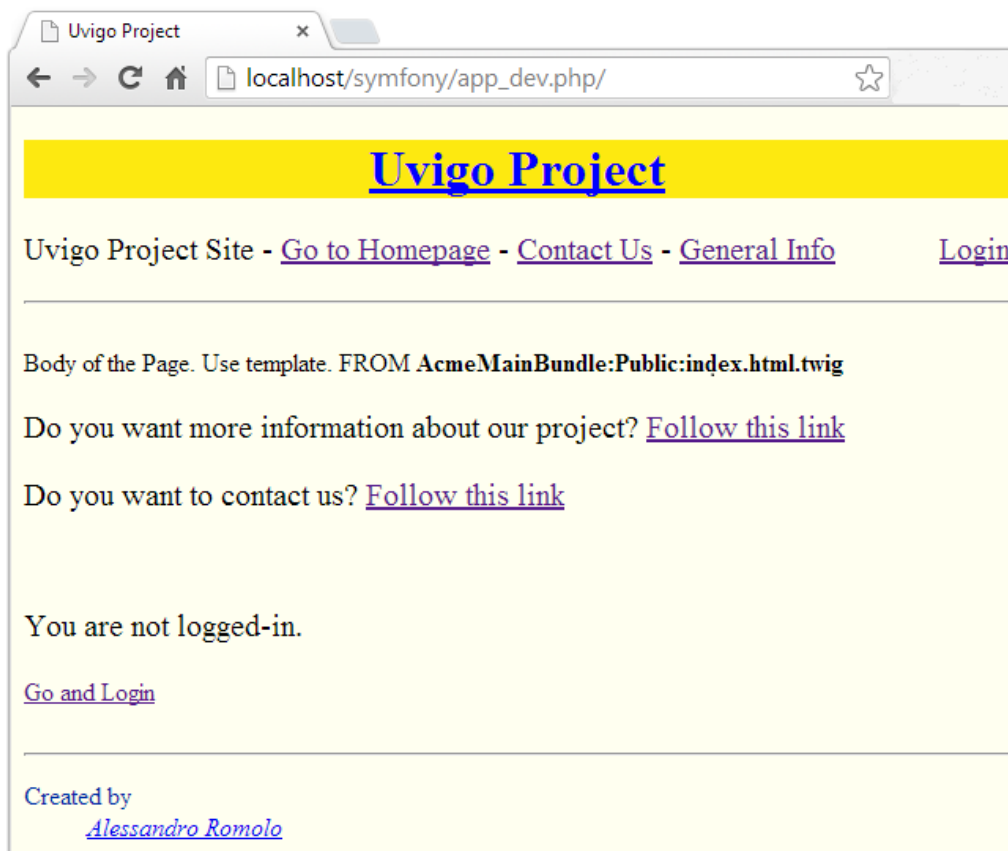 Uvigo Project
localhost/symfony/app_dev.php/
Uvigo Project
Uvigo Project Site - Go to Homepage - Contact Us - General Info Login
Body of the Page. Use template. FROM AcmeMainBundle:Public:index.html.twig
Do you want more information about our project? Follow this link
Do you want to contact us? Follow this link
You are not logged-in.
Go and Login
Created by
Alessandro Romolo